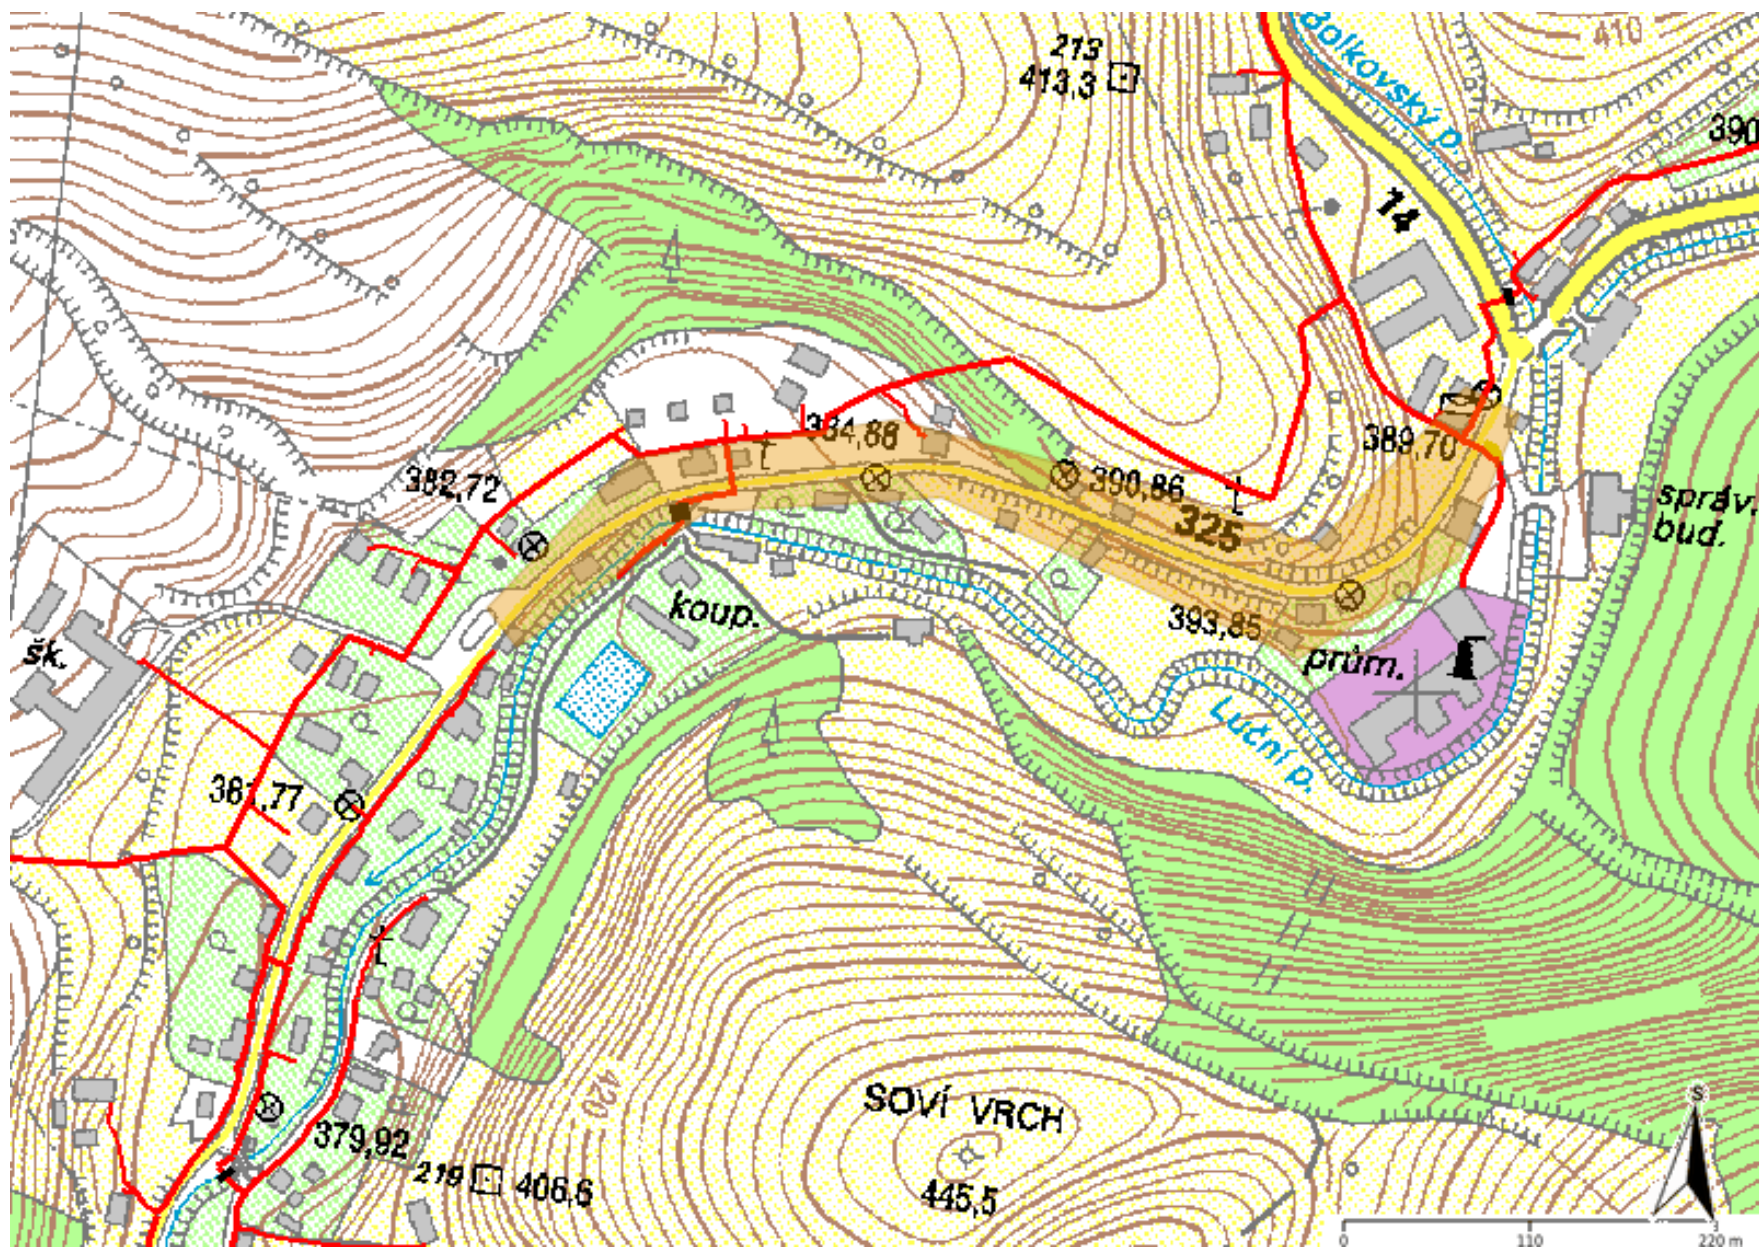 Bolkovský p.
410
213
413,3
390
14
384,88
382,72
390,86
389,70
325
správ.
bud.
koup.
393,85
šk.
prům.
Luční p.
381,77
420
SOVÍ VRCH
379,92
219
406,6
445,5
S
0
110
220 m